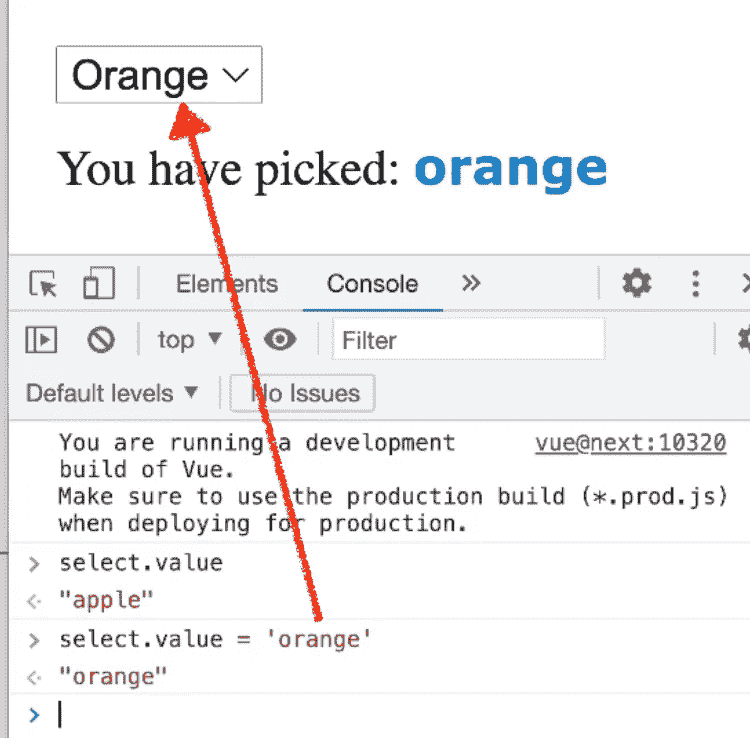 Orange
You have picked: orange
Elements Console
top Filter
Default levels No Issues
You are running a development vue@next:10320
build of Vue.
Make sure to use the production build (*.prod.js)
when deploying for production.
> select.value
"apple"
> select.value = 'orange'
"orange"
>